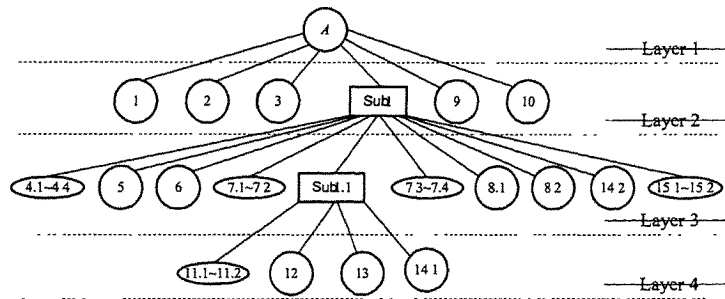 A
Layer 1
1 2 3 Sub1 9 10
Layer 2
4.1~4 4 5 6 7.1~7 2 Sub1.1 7 3~7.4 8.1 8 2 14 2 15 1~15 2
Layer 3
11.1~11.2 12 13 14 1
Layer 4